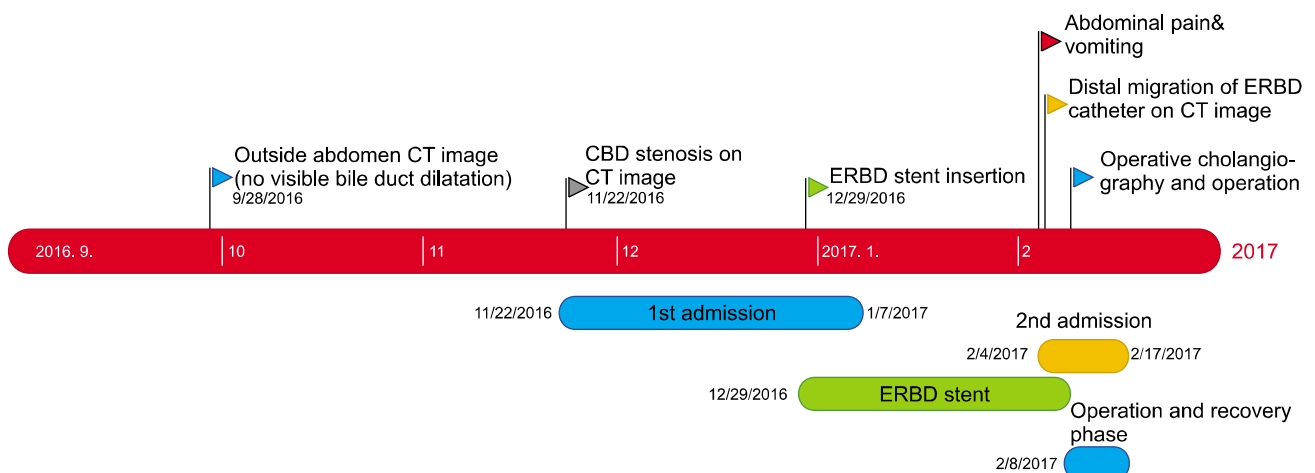 Abdominal pain&
vomiting
Distal migration of ERBD
catheter on CT image
Outside abdomen CT image
(no visible bile duct dilatation)
9/28/2016
CBD stenosis on
CT image
11/22/2016
ERBD stent insertion
12/29/2016
Operative cholangio-
graphy and operation
2016. 9.
10
11
12
2017. 1.
2
2017
11/22/2016
1st admission
1/7/2017
2nd admission
2/4/2017
2/17/2017
12/29/2016
ERBD stent
Operation and recovery
phase
2/8/2017